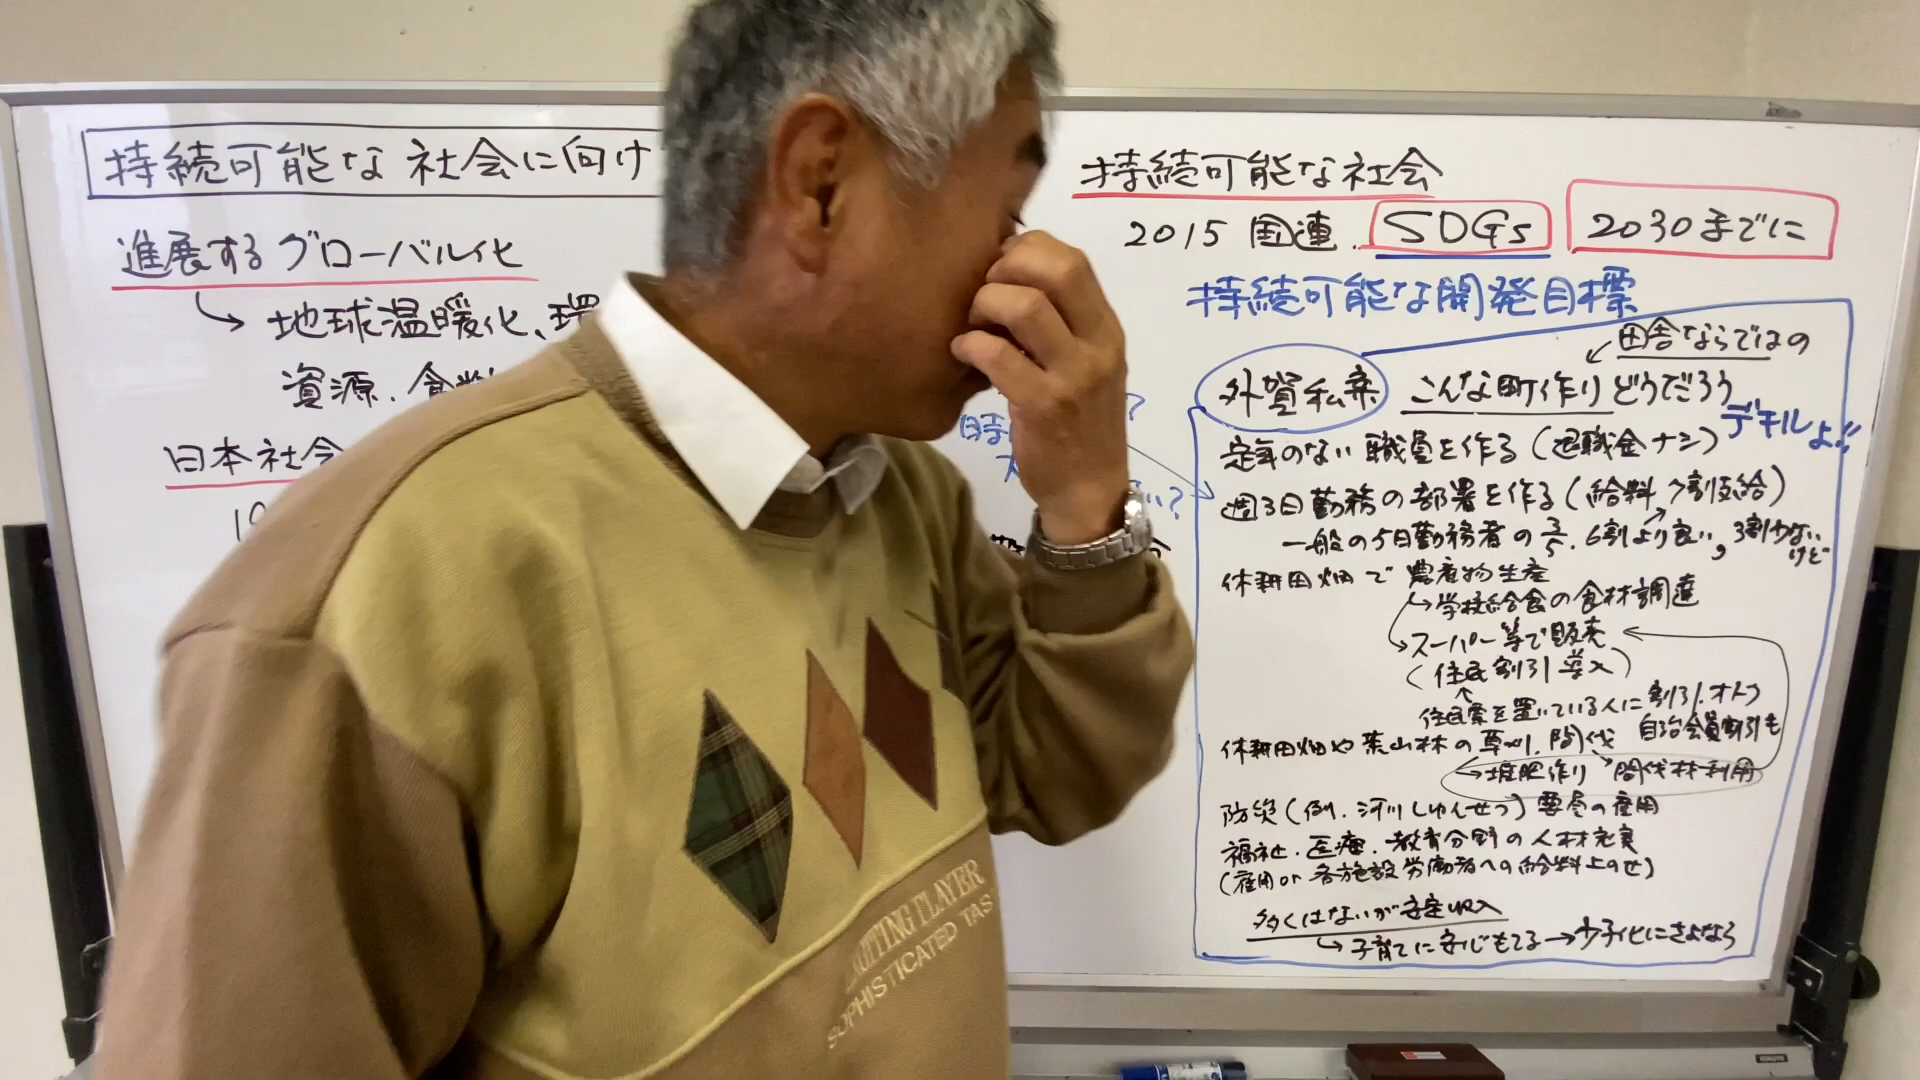 持続可能な社会に向け
進展するグローバル化
地球温暖化、環
資源.食料
日本社会
19
持続可能な社会
2015 国連. SDGs 2030までに
持続可能な開発目標
田舎ならではの
外賀私案 こんな町作りどうだろう
デキルよ!!
定年のない職員を作る(退職金ナシ)
週3日勤務の部署を作る(給料7割支給)
一般の5日勤務者の3/5.6割より良い,3割少ないけど
休耕田畑で農産物生産
→学校給食の食材調達
→スーパー等で販売
(住民割引導入)
住民票を置いている人に割引.オトク
自治会員割引も
休耕田畑や茶山林の草刈.間伐
堆肥作り 間伐材利用
防災(例.河川しゅんせつ)要員の雇用
福祉.医療.教育分野の人材充実
(雇用or各施設労働者への給料上のせ)
多くはないが安定収入
→子育てに安心もてる→少子化にさよなら
時
い?
PLAYER
SOPHISTICATED TAS